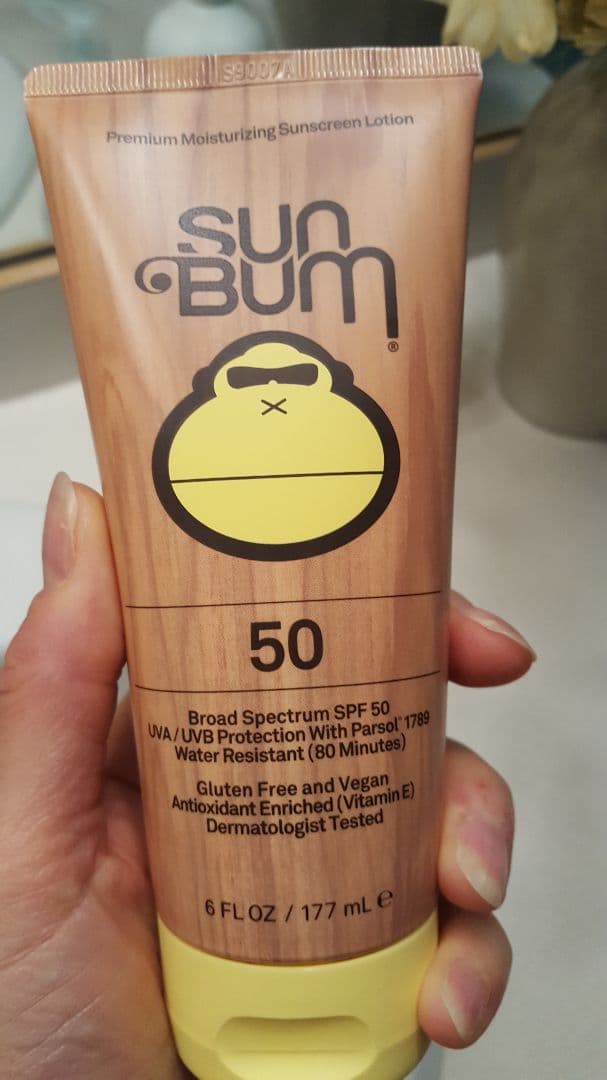 S9007A
Premium Moisturizing Sunscreen Lotion
SUN
BUM®
50
Broad Spectrum SPF 50
UVA/UVB Protection With Parsol® 1789
Water Resistant (80 Minutes)
Gluten Free and Vegan
Antioxidant Enriched (Vitamin E)
Dermatologist Tested
6 FL OZ / 177 mL ℮